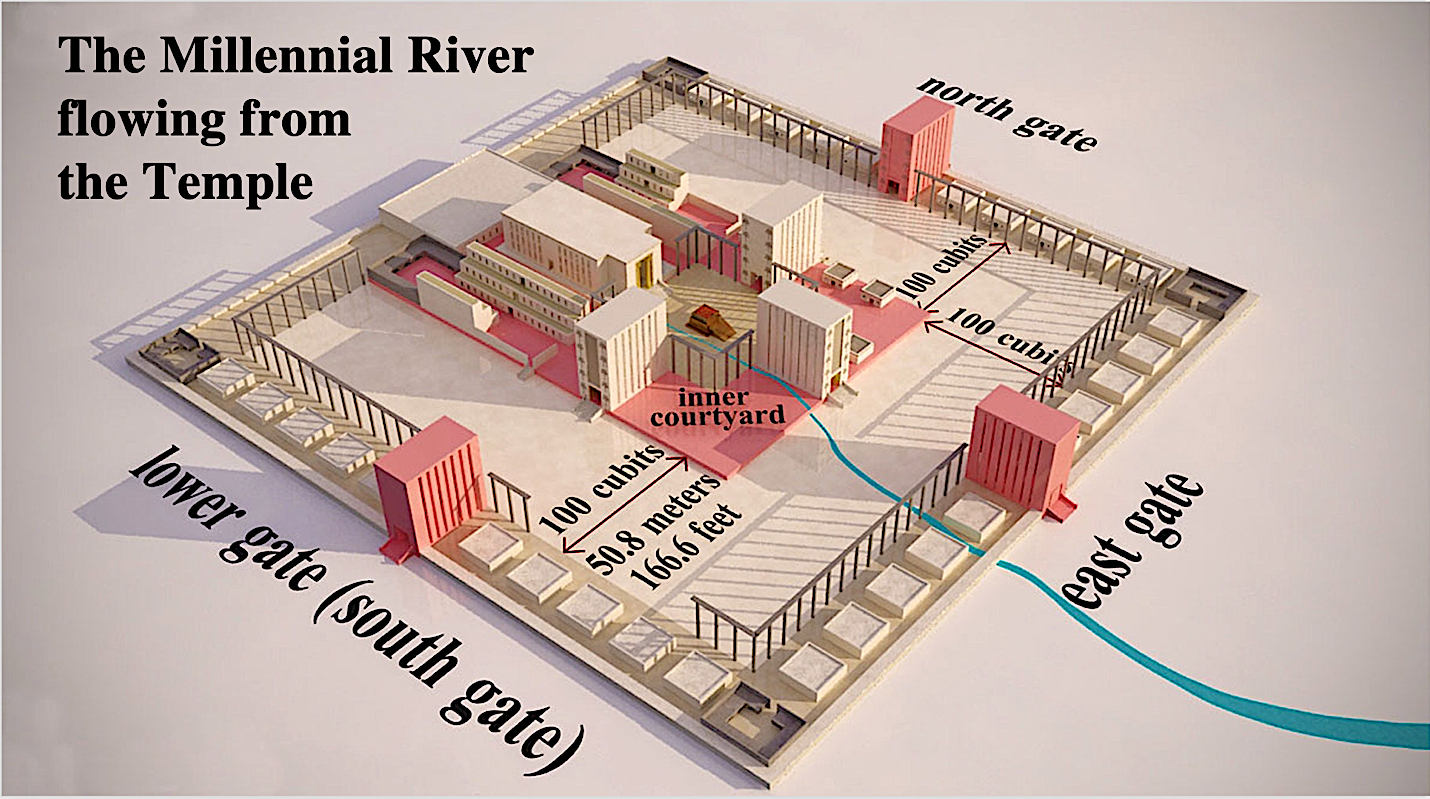 The Millennial River
flowing from
the Temple
north gate
100 cubits
100 cubi
inner
courtyard
100 cubits
50.8 meters
166.6 feet
lower gate (south gate)
east gate